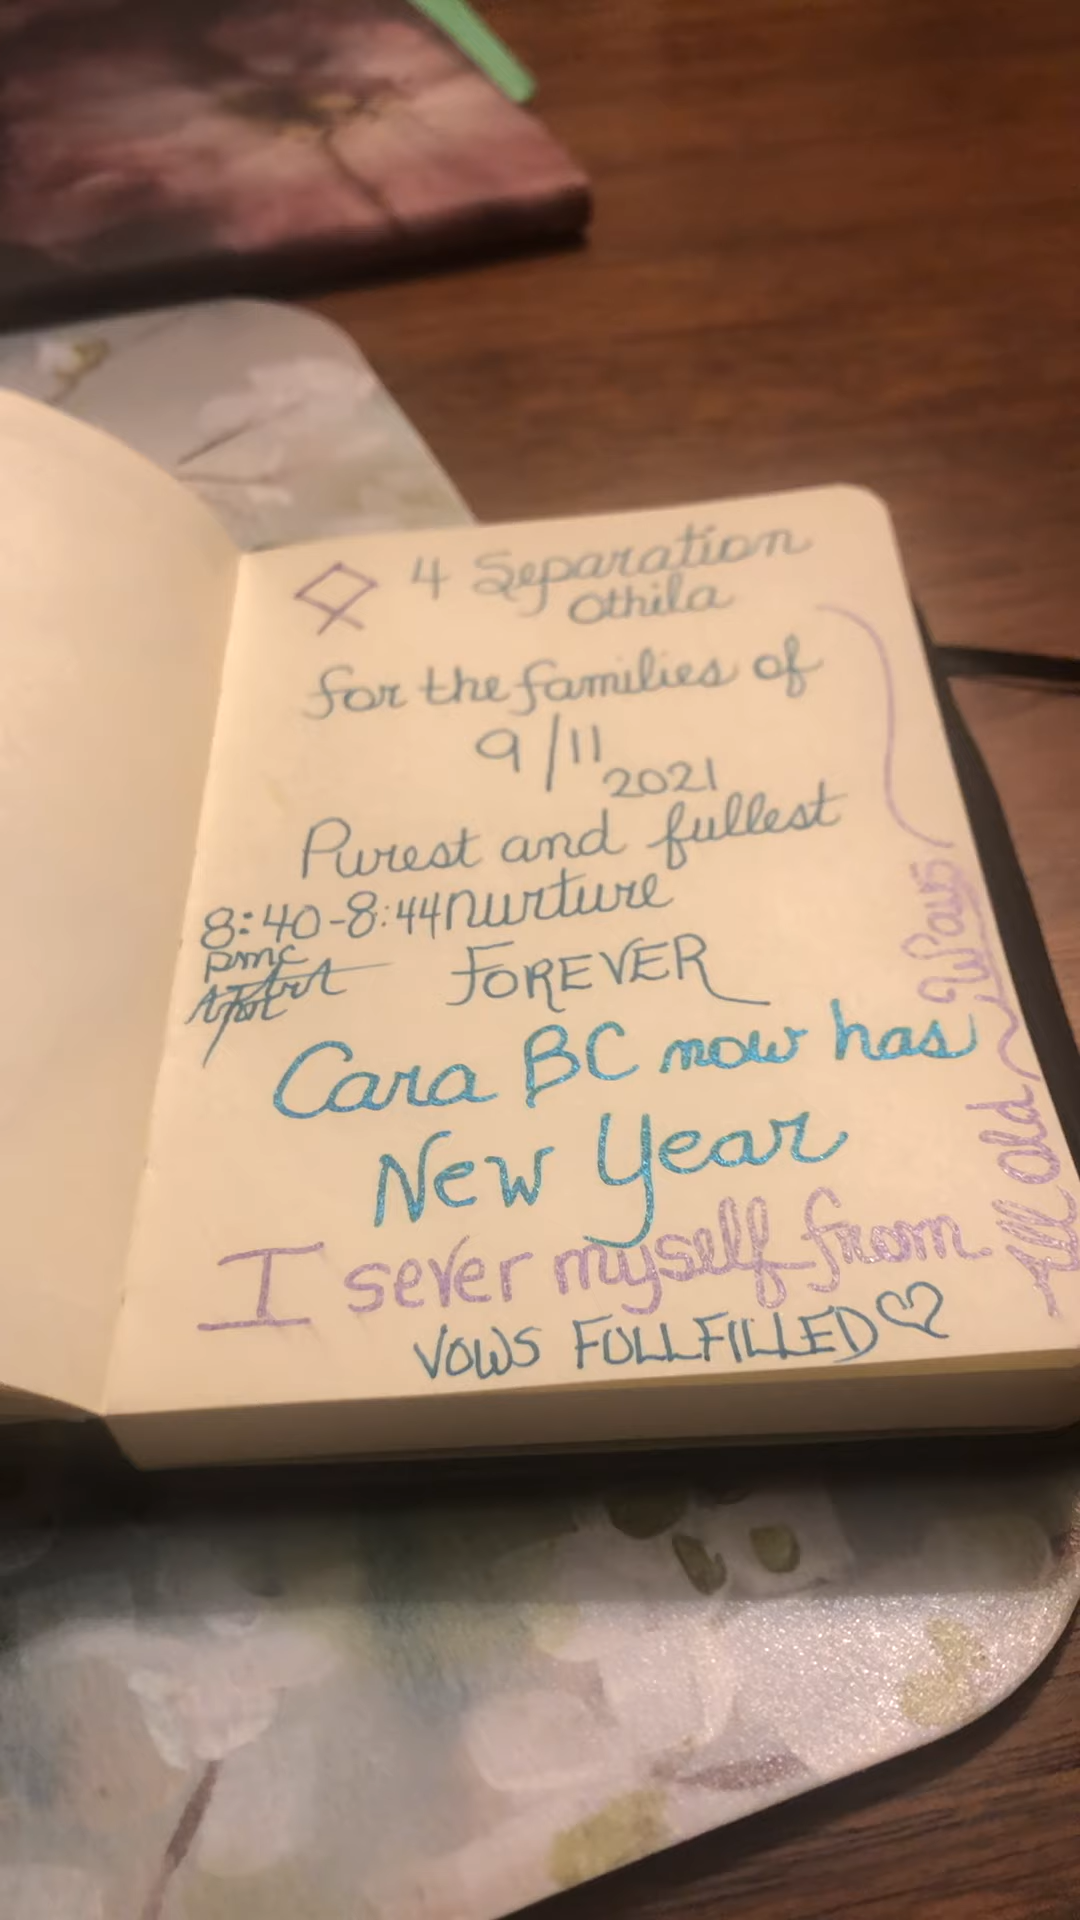 4 Separation
Othila
for the families of
9/11
2021
Purest and fullest
8:40-8:44 nurture
pmc
FOREVER
Cara BC now has
New Year
I sever myself from
All old Ways
VOWS FULLFILLED